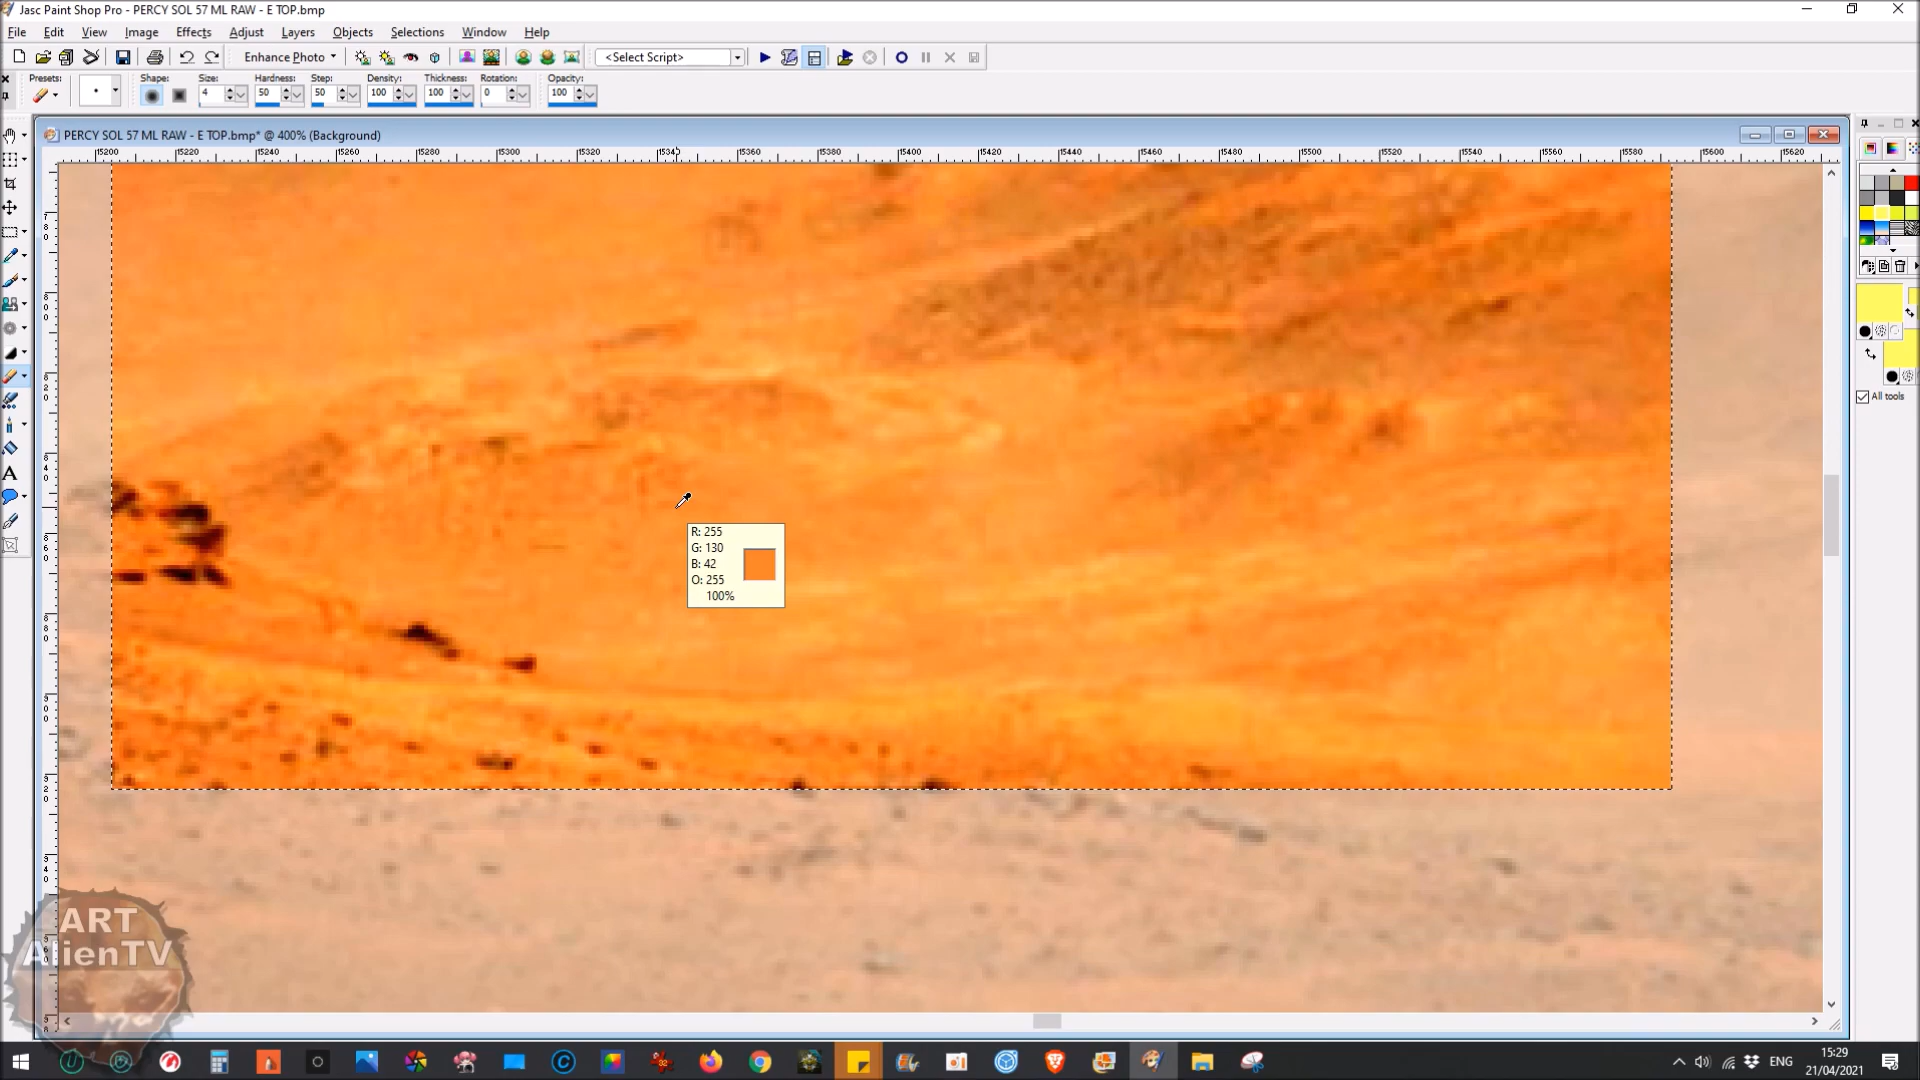 Jasc Paint Shop Pro - PERCY SOL 57 ML RAW - E TOP.bmp
File Edit View Image Effects Adjust Layers Objects Selections Window Help
Enhance Photo <Select Script>
Presets: Shape: Size: Hardness: Step: Density: Thickness: Rotation: Opacity:
4 50 50 100 100 0 100
PERCY SOL 57 ML RAW - E TOP.bmp* @ 400% (Background)
15200 15220 15240 15260 15280 15300 15320 1534 15360 15380 15400 15420 15440 15460 15480 15500 15520 15540 15560 15580 15600 15620
All tools
R: 255
G: 130
B: 42
O: 255
100%
ART
AlienTV
ENG
15:29
21/04/2021